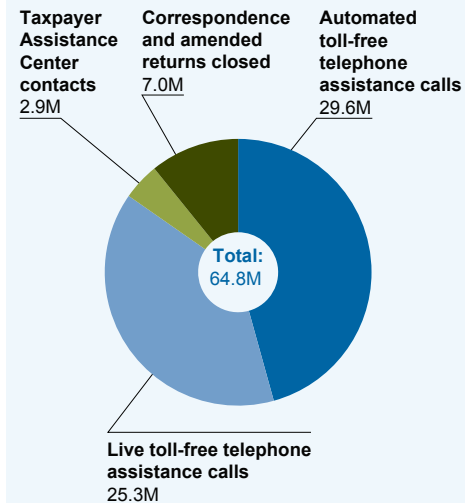 Taxpayer
Assistance
Center
contacts
2.9M
Correspondence
and amended
returns closed
7.0M
Automated
toll-free
telephone
assistance calls
29.6M
Total:
64.8M
Live toll-free telephone
assistance calls
25.3M